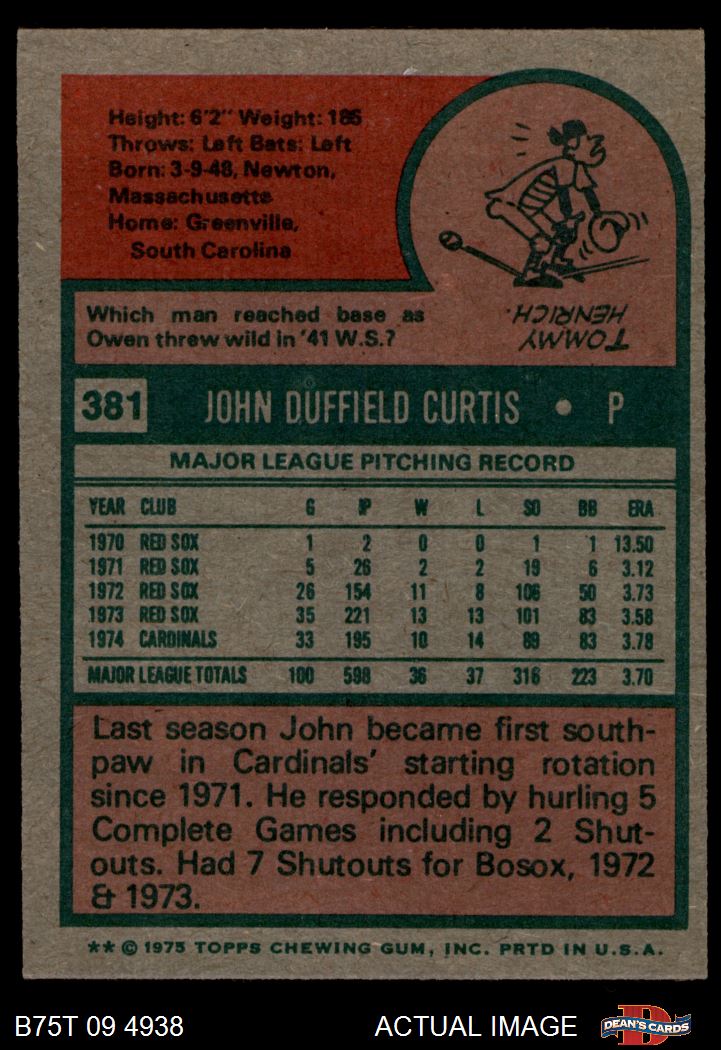 Height: 6'2" Weight: 185
Throws: Left Bats: Left
Born: 3-9-48, Newton,
Massachusetts
Home: Greenville,
South Carolina
Which man reached base as
Owen threw wild in '41 W.S.?
TOMMY
HENRICH.
381 JOHN DUFFIELD CURTIS • P
MAJOR LEAGUE PITCHING RECORD
YEAR CLUB G IP W L SO BB ERA
1970 RED SOX 1 2 0 0 1 1 13.50
1971 RED SOX 5 26 2 2 19 6 3.12
1972 RED SOX 26 154 11 8 106 50 3.73
1973 RED SOX 35 221 13 13 101 83 3.58
1974 CARDINALS 33 195 10 14 89 83 3.78
MAJOR LEAGUE TOTALS 100 598 36 37 316 223 3.70
Last season John became first south-
paw in Cardinals' starting rotation
since 1971. He responded by hurling 5
Complete Games including 2 Shut-
outs. Had 7 Shutouts for Bosox, 1972
& 1973.
** © 1975 TOPPS CHEWING GUM, INC. PRTD IN U.S.A.
B75T 09 4938 ACTUAL IMAGE
DEAN'S CARDS